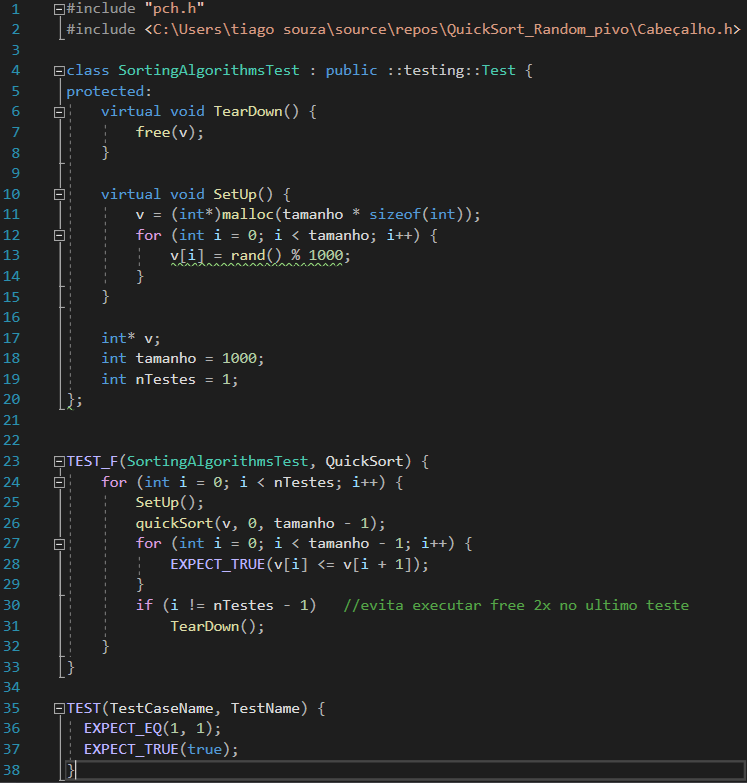 1 #include "pch.h"
2 #include <C:\Users\tiago souza\source\repos\QuickSort_Random_pivo\Cabeçalho.h>
3
4 class SortingAlgorithmsTest : public ::testing::Test {
5 protected:
6     virtual void TearDown() {
7         free(v);
8     }
9
10     virtual void SetUp() {
11         v = (int*)malloc(tamanho * sizeof(int));
12         for (int i = 0; i < tamanho; i++) {
13             v[i] = rand() % 1000;
14         }
15     }
16
17     int* v;
18     int tamanho = 1000;
19     int nTestes = 1;
20 };
21
22
23 TEST_F(SortingAlgorithmsTest, QuickSort) {
24     for (int i = 0; i < nTestes; i++) {
25         SetUp();
26         quickSort(v, 0, tamanho - 1);
27         for (int i = 0; i < tamanho - 1; i++) {
28             EXPECT_TRUE(v[i] <= v[i + 1]);
29         }
30         if (i != nTestes - 1)   //evita executar free 2x no ultimo teste
31             TearDown();
32     }
33 }
34
35 TEST(TestCaseName, TestName) {
36   EXPECT_EQ(1, 1);
37   EXPECT_TRUE(true);
38 }